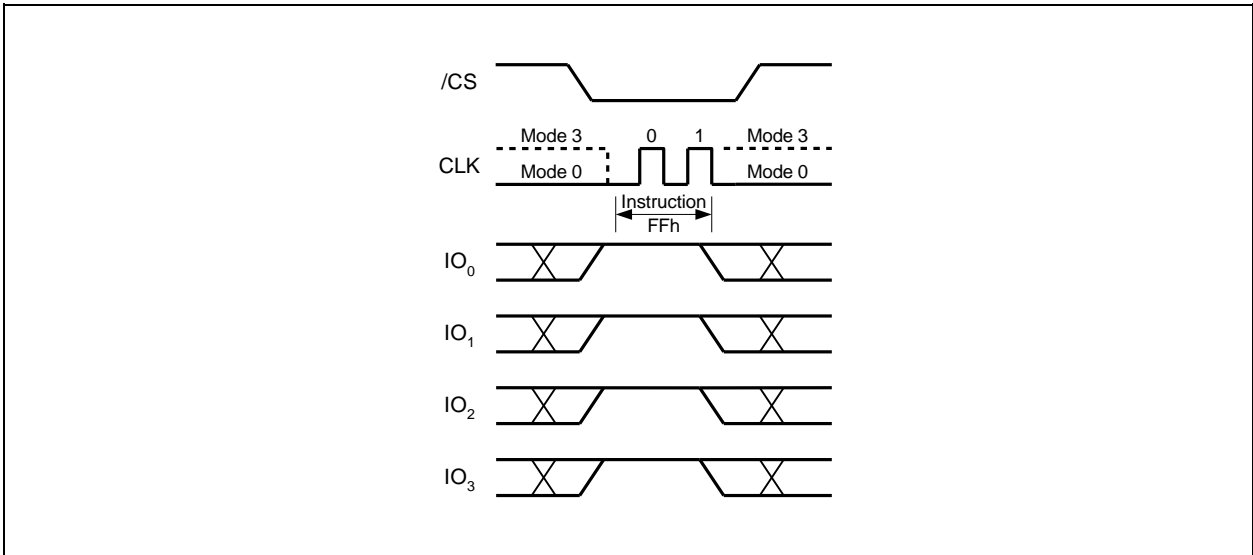 /CS
Mode 3 0 1 Mode 3
CLK
Mode 0 Mode 0
Instruction
FFh
IO0
IO1
IO2
IO3